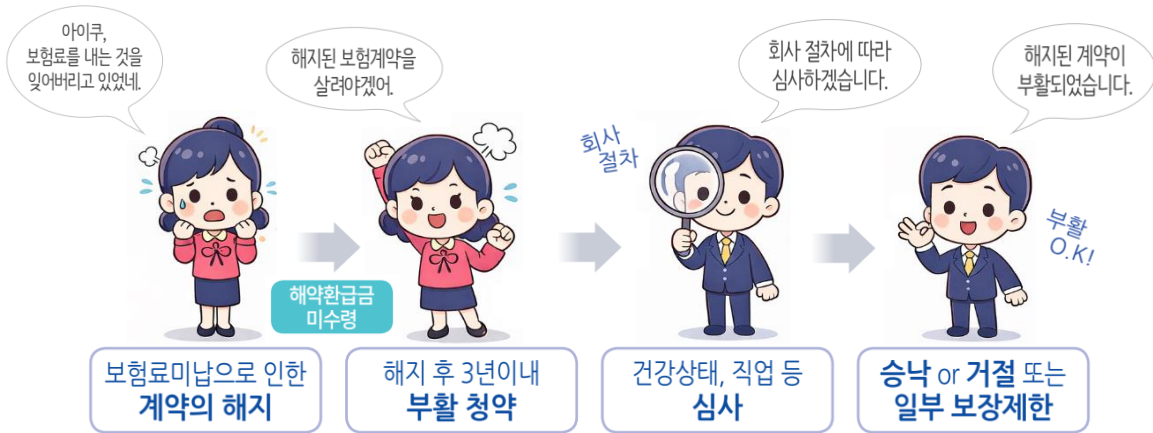 아이쿠,
보험료를 내는 것을
잊어버리고 있었네.
해지된 보험계약을
살려야겠어.
회사 절차에 따라
심사하겠습니다.
해지된 계약이
부활되었습니다.
회사
절차
부활
O.K!
해약환급금
미수령
보험료미납으로 인한
계약의 해지
해지 후 3년이내
부활 청약
건강상태, 직업 등
심사
승낙 or 거절 또는
일부 보장제한